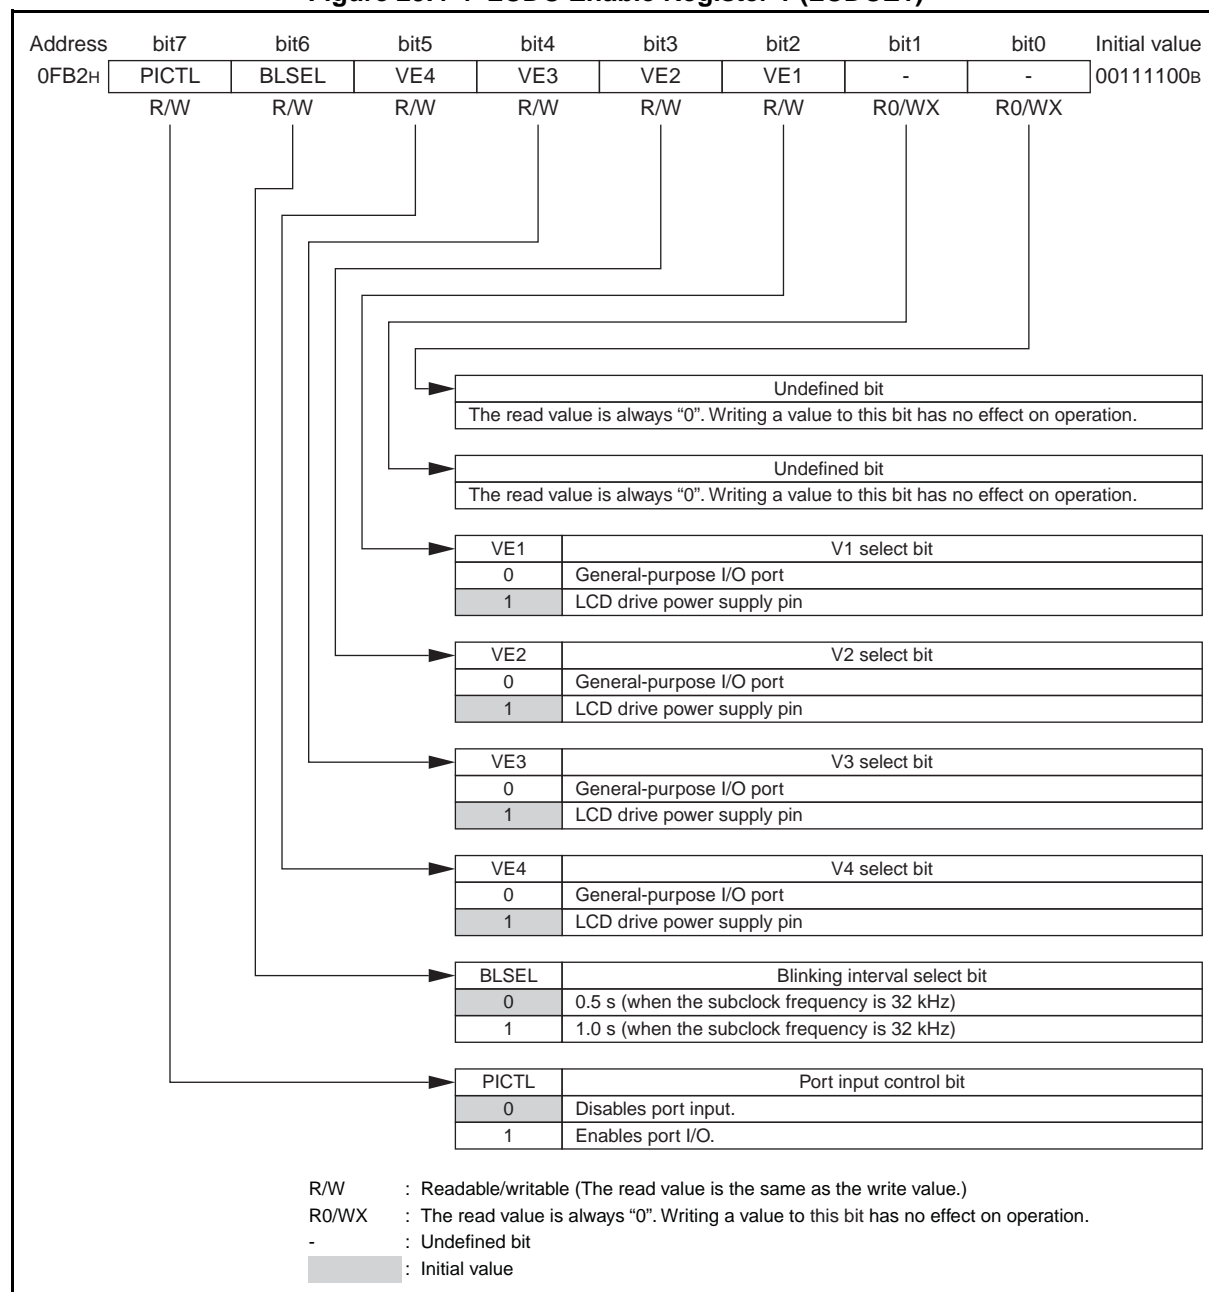 Address bit7 bit6 bit5 bit4 bit3 bit2 bit1 bit0 Initial value
0FB2H PICTL BLSEL VE4 VE3 VE2 VE1 - - 00111100B
R/W R/W R/W R/W R/W R/W R0/WX R0/WX
Undefined bit
The read value is always “0”. Writing a value to this bit has no effect on operation.
Undefined bit
The read value is always “0”. Writing a value to this bit has no effect on operation.
VE1 V1 select bit
0 General-purpose I/O port
1 LCD drive power supply pin
VE2 V2 select bit
0 General-purpose I/O port
1 LCD drive power supply pin
VE3 V3 select bit
0 General-purpose I/O port
1 LCD drive power supply pin
VE4 V4 select bit
0 General-purpose I/O port
1 LCD drive power supply pin
BLSEL Blinking interval select bit
0 0.5 s (when the subclock frequency is 32 kHz)
1 1.0 s (when the subclock frequency is 32 kHz)
PICTL Port input control bit
0 Disables port input.
1 Enables port I/O.
R/W : Readable/writable (The read value is the same as the write value.)
R0/WX : The read value is always “0”. Writing a value to this bit has no effect on operation.
- : Undefined bit
: Initial value